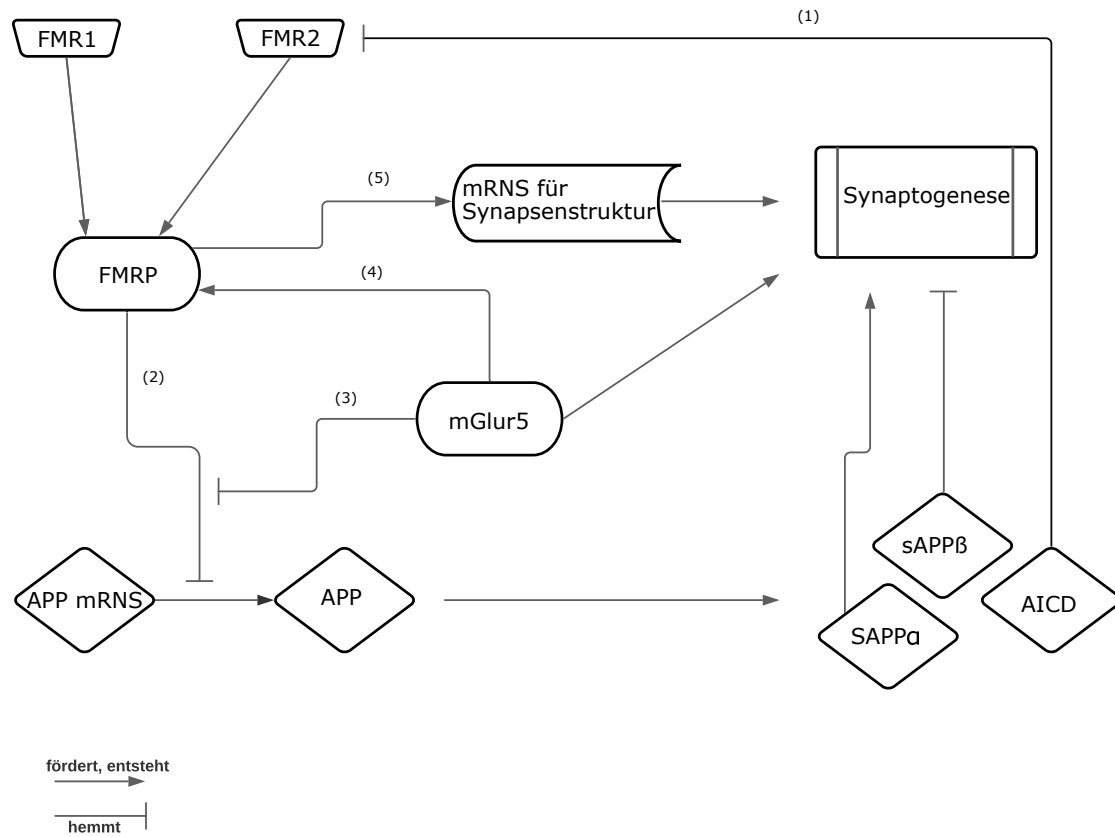 (1)
FMR1
FMR2
(5)
mRNS für
Synapsenstruktur
Synaptogenese
FMRP
(4)
(2)
(3)
mGlur5
sAPPß
APP mRNS
APP
AICD
SAPPα
fördert, entsteht
hemmt